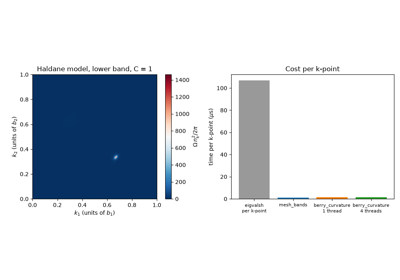 Haldane model, lower band, C = 1
1.0
0.8
0.6
0.4
0.2
0.0
k₂ (units of b₂)
0.0 0.2 0.4 0.6 0.8 1.0
k₁ (units of b₁)
1400
1200
1000
800
600
400
200
0
Cost per k-point
100
80
60
40
20
0
time per k-point (µs)
eigvalsh mesh_bands berry_curvature berry_curvature
per k-point 1 thread 4 threads